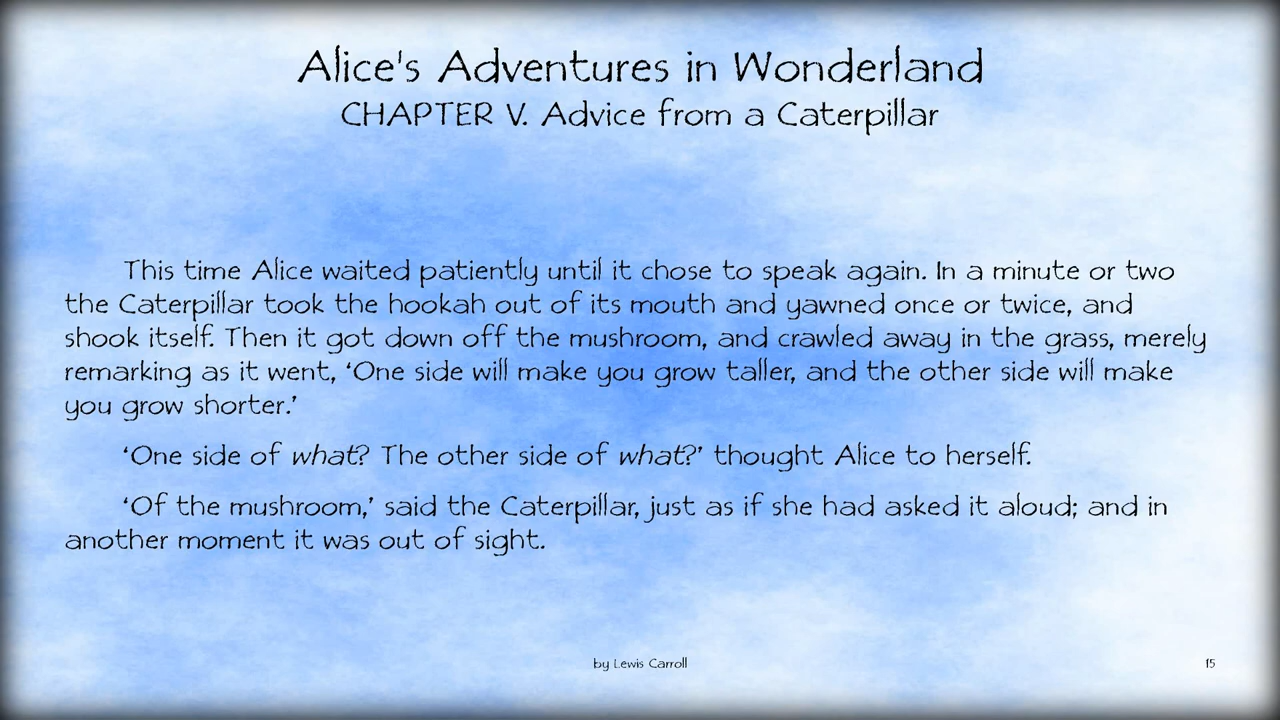 Alice's Adventures in Wonderland
CHAPTER V. Advice from a Caterpillar
This time Alice waited patiently until it chose to speak again. In a minute or two
the Caterpillar took the hookah out of its mouth and yawned once or twice, and
shook itself. Then it got down off the mushroom, and crawled away in the grass, merely
remarking as it went, ‘One side will make you grow taller, and the other side will make
you grow shorter.’
‘One side of what? The other side of what?’ thought Alice to herself.
‘Of the mushroom,’ said the Caterpillar, just as if she had asked it aloud; and in
another moment it was out of sight.
by Lewis Carroll
15